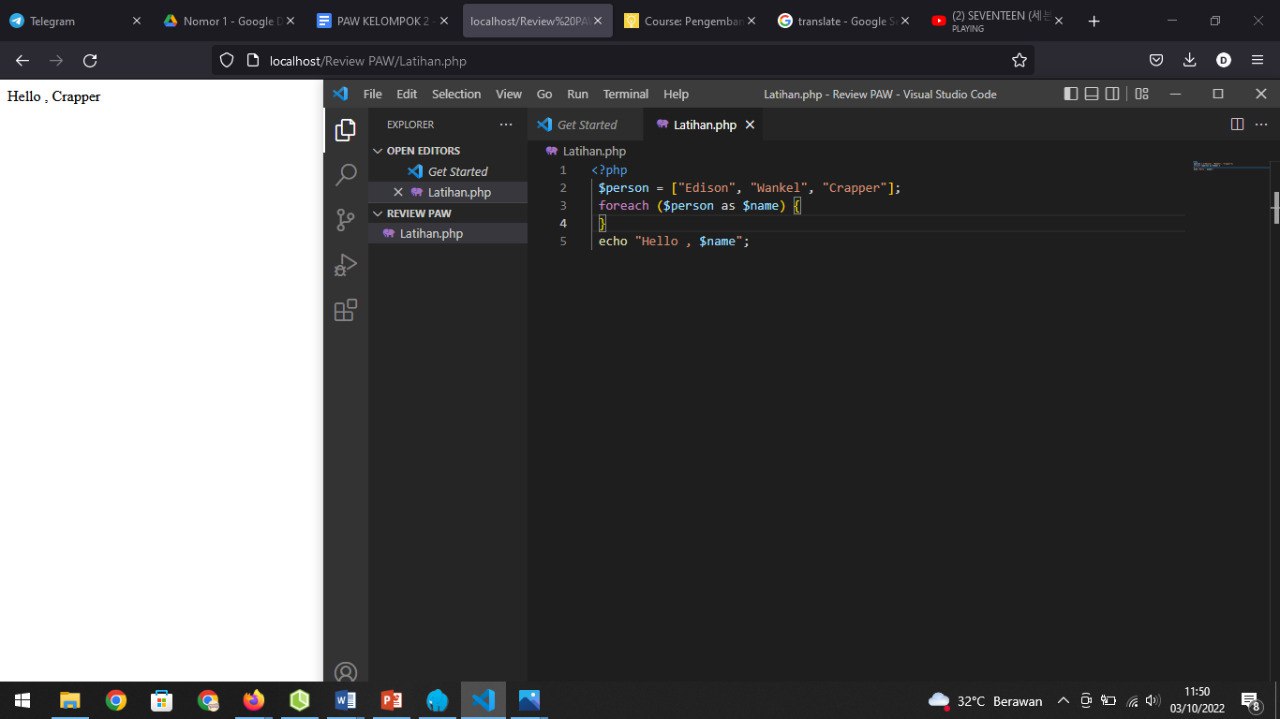 Telegram
Nomor 1 - Google D
PAW KELOMPOK 2 -
localhost/Review%20PA
Course: Pengemban
translate - Google Se
(2) SEVENTEEN
PLAYING
localhost/Review PAW/Latihan.php
D
Hello , Crapper
File Edit Selection View Go Run Terminal Help
Latihan.php - Review PAW - Visual Studio Code
EXPLORER
OPEN EDITORS
Get Started
Latihan.php
REVIEW PAW
Latihan.php
Get Started
Latihan.php
Latihan.php
1 <?php
2 $person = ["Edison", "Wankel", "Crapper"];
3 foreach ($person as $name) {
4 }
5 echo "Hello , $name";
32°C Berawan
11:50
03/10/2022
8